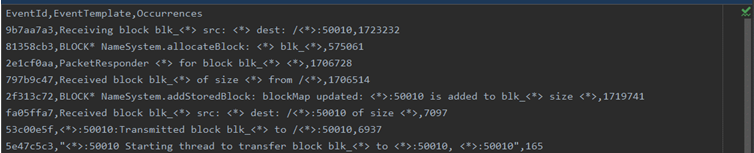 EventId,EventTemplate,Occurrences
9b7aa7a3,Receiving block blk_<*> src: <*> dest: /<*>:50010,1723232
81358cb3,BLOCK* NameSystem.allocateBlock: <*> blk_<*>,575061
2e1cf0aa,PacketResponder <*> for block blk_<*> <*>,1706728
797b9c47,Received block blk_<*> of size <*> from /<*>,1706514
2f313c72,BLOCK* NameSystem.addStoredBlock: blockMap updated: <*>:50010 is added to blk_<*> size <*>,1719741
fa05ffa7,Received block blk_<*> src: <*> dest: /<*>:50010 of size <*>,7097
53c00e5f,<*>:50010:Transmitted block blk_<*> to /<*>:50010,6937
5e47c5c3,"<*>:50010 Starting thread to transfer block blk_<*> to <*>:50010, <*>:50010",165